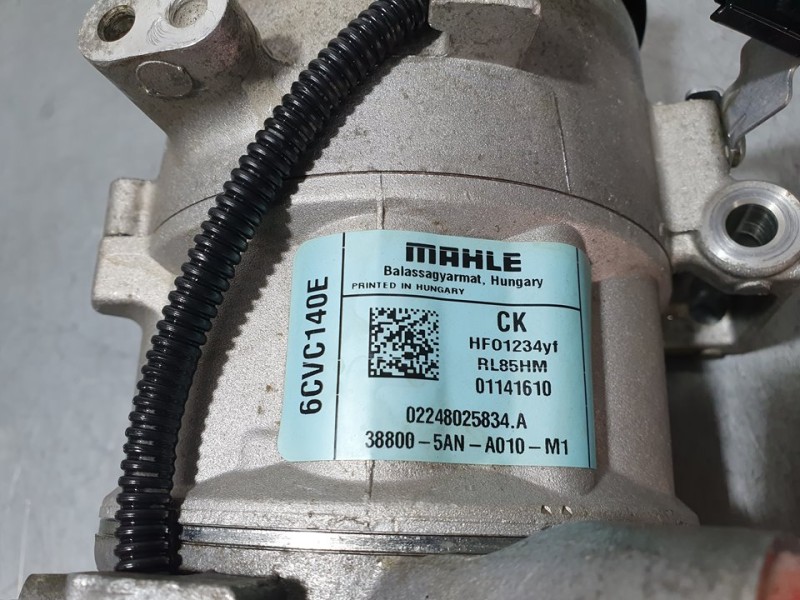 MAHLE
Balassagyarmat, Hungary
PRINTED IN HUNGARY
6CVC140E
CK
HFO1234yf
RL85HM
01141610
02248025834.A
38800-5AN-A010-M1